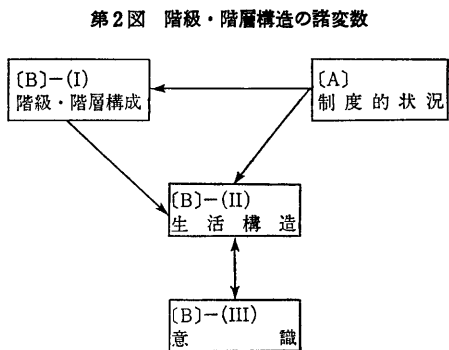 第2図 階級・階層構造の諸変数
〔B〕−(I)
階級・階層構成
〔A〕
制度的状況
〔B〕−(II)
生活構造
〔B〕−(III)
意識